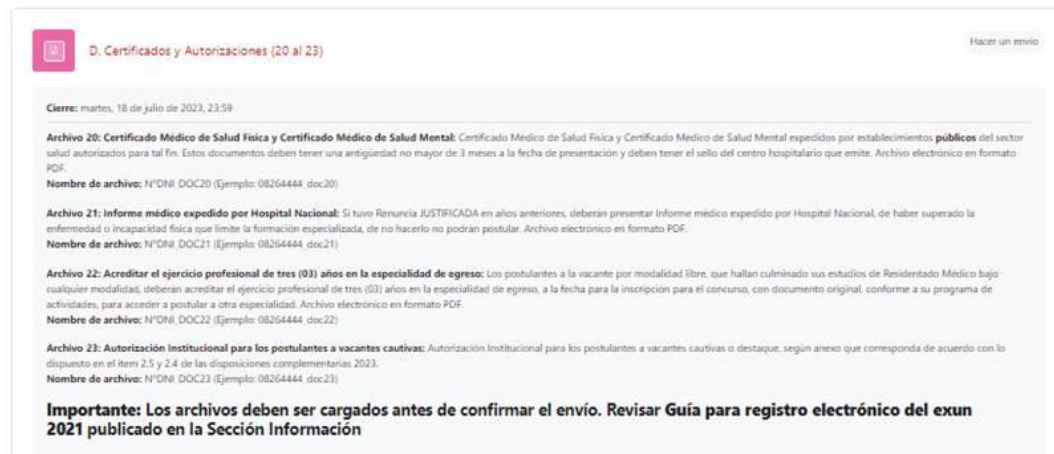 D. Certificados y Autorizaciones (20 al 23)
Hacer un envío
Cierre: martes, 18 de julio de 2023, 23:59
Archivo 20: Certificado Médico de Salud Física y Certificado Médico de Salud Mental: Certificado Médico de Salud Física y Certificado Médico de Salud Mental expedidos por establecimientos públicos del sector
salud autorizados para tal fin. Estos documentos deben tener una antigüedad no mayor de 3 meses a la fecha de presentación y deben tener el sello del centro hospitalario que emite. Archivo electrónico en formato
PDF.
Nombre de archivo: N°DNI_DOC20 (Ejemplo: 08264444_doc20)
Archivo 21: Informe médico expedido por Hospital Nacional: Si tuvo Renuncia JUSTIFICADA en años anteriores, deberán presentar Informe médico expedido por Hospital Nacional, de haber superado la
enfermedad o incapacidad física que limite la formación especializada, de no hacerlo no podrán postular. Archivo electrónico en formato PDF.
Nombre de archivo: N°DNI_DOC21 (Ejemplo: 08264444_doc21)
Archivo 22: Acreditar el ejercicio profesional de tres (03) años en la especialidad de egreso: Los postulantes a la vacante por modalidad libre, que hallan culminado sus estudios de Residentado Médico bajo
cualquier modalidad, deberán acreditar el ejercicio profesional de tres (03) años en la especialidad de egreso, a la fecha para la inscripción para el concurso, con documento original, conforme a su programa de
actividades, para acceder a postular a otra especialidad. Archivo electrónico en formato PDF.
Nombre de archivo: N°DNI_DOC22 (Ejemplo: 08264444_doc22)
Archivo 23: Autorización Institucional para los postulantes a vacantes cautivas: Autorización Institucional para los postulantes a vacantes cautivas o destaque, según anexo que corresponda de acuerdo con lo
dispuesto en el item 2.5 y 2.4 de las disposiciones complementarias 2023.
Nombre de archivo: N°DNI_DOC23 (Ejemplo: 08264444_doc23)
Importante: Los archivos deben ser cargados antes de confirmar el envío. Revisar Guía para registro electrónico del exun
2021 publicado en la Sección Información